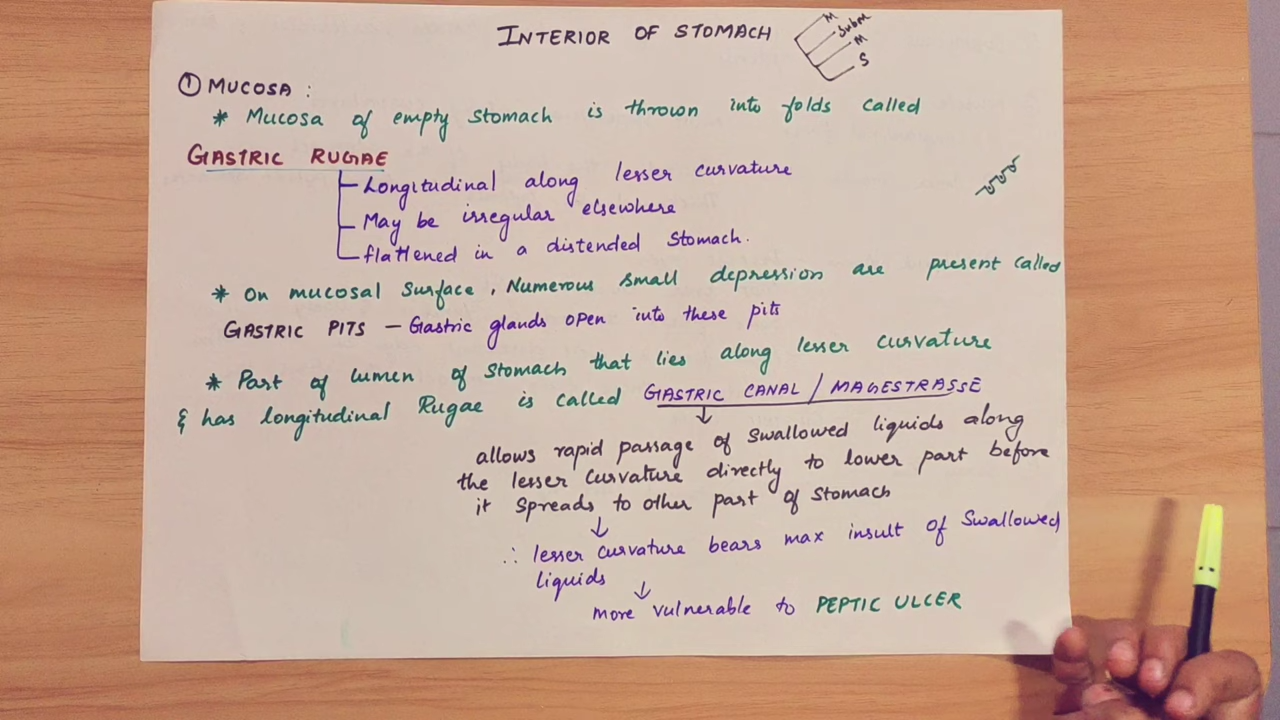 INTERIOR OF STOMACH
M
SubM
M
S
① MUCOSA :
* Mucosa of empty Stomach is thrown into folds called
GASTRIC RUGAE
Longitudinal along lesser curvature
May be irregular elsewhere
flattened in a distended Stomach.
* On mucosal Surface, Numerous small depression are present called
GASTRIC PITS – Gastric glands open into these pits
* Part of lumen of Stomach that lies along lesser curvature
& has longitudinal Rugae is called GASTRIC CANAL / MAGESTRASSE
↓
allows rapid passage of Swallowed liquids along
the lesser Curvature directly to lower part before
it Spreads to other part of Stomach
↓
∴ lesser curvature bears max insult of Swallowed
liquids
↓
more vulnerable to PEPTIC ULCER